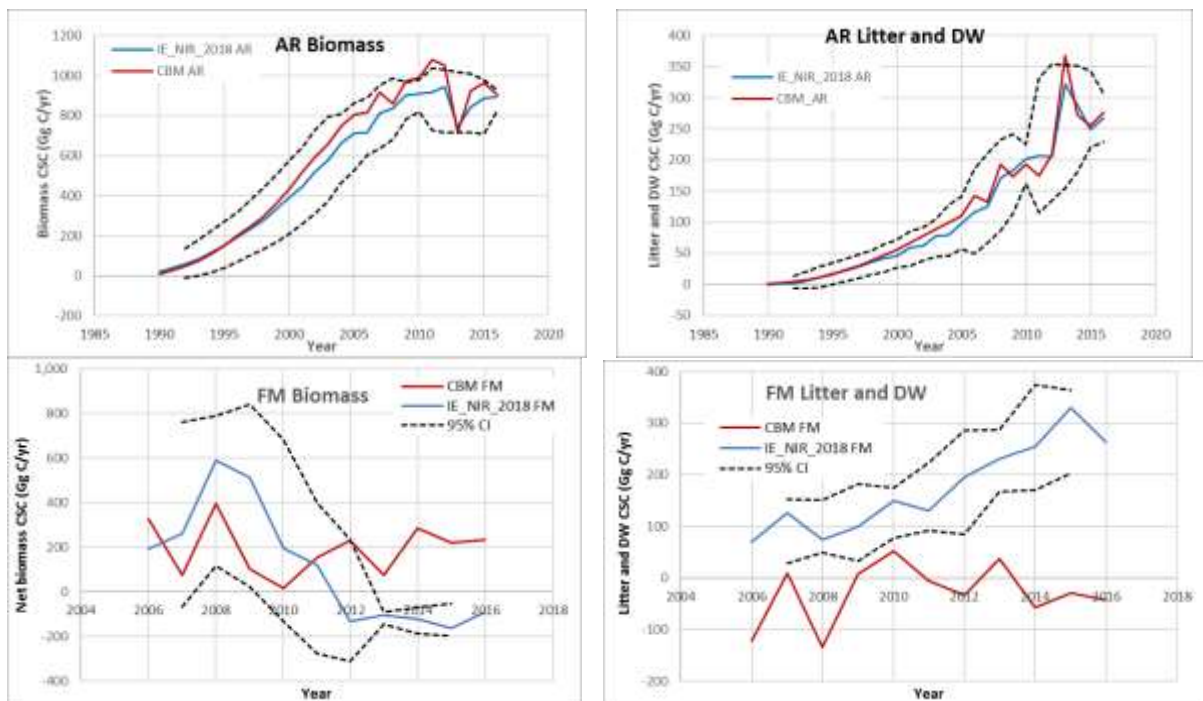 AR Biomass
IE_NIR_2018 AR
CBM AR
Biomass CSC (Gg C/yr)
1200
1000
800
600
400
200
0
-200
1985 1990 1995 2000 2005 2010 2015 2020
Year
AR Litter and DW
IE_NIR_2018 AR
CBM_AR
Litter and DW CSC (Gg C/yr)
400
350
300
250
200
150
100
50
0
-50
1985 1990 1995 2000 2005 2010 2015 2020
Year
FM Biomass
CBM FM
IE_NIR_2018 FM
95% CI
Net biomass CSC (Gg C/yr)
1,000
800
600
400
200
0
-200
-400
2004 2006 2008 2010 2012 2014 2016 2018
Year
FM Litter and DW
CBM FM
IE_NIR_2018 FM
95% CI
Litter and DW CSC (Gg C/yr)
400
300
200
100
0
-100
-200
2004 2006 2008 2010 2012 2014 2016 2018
Year